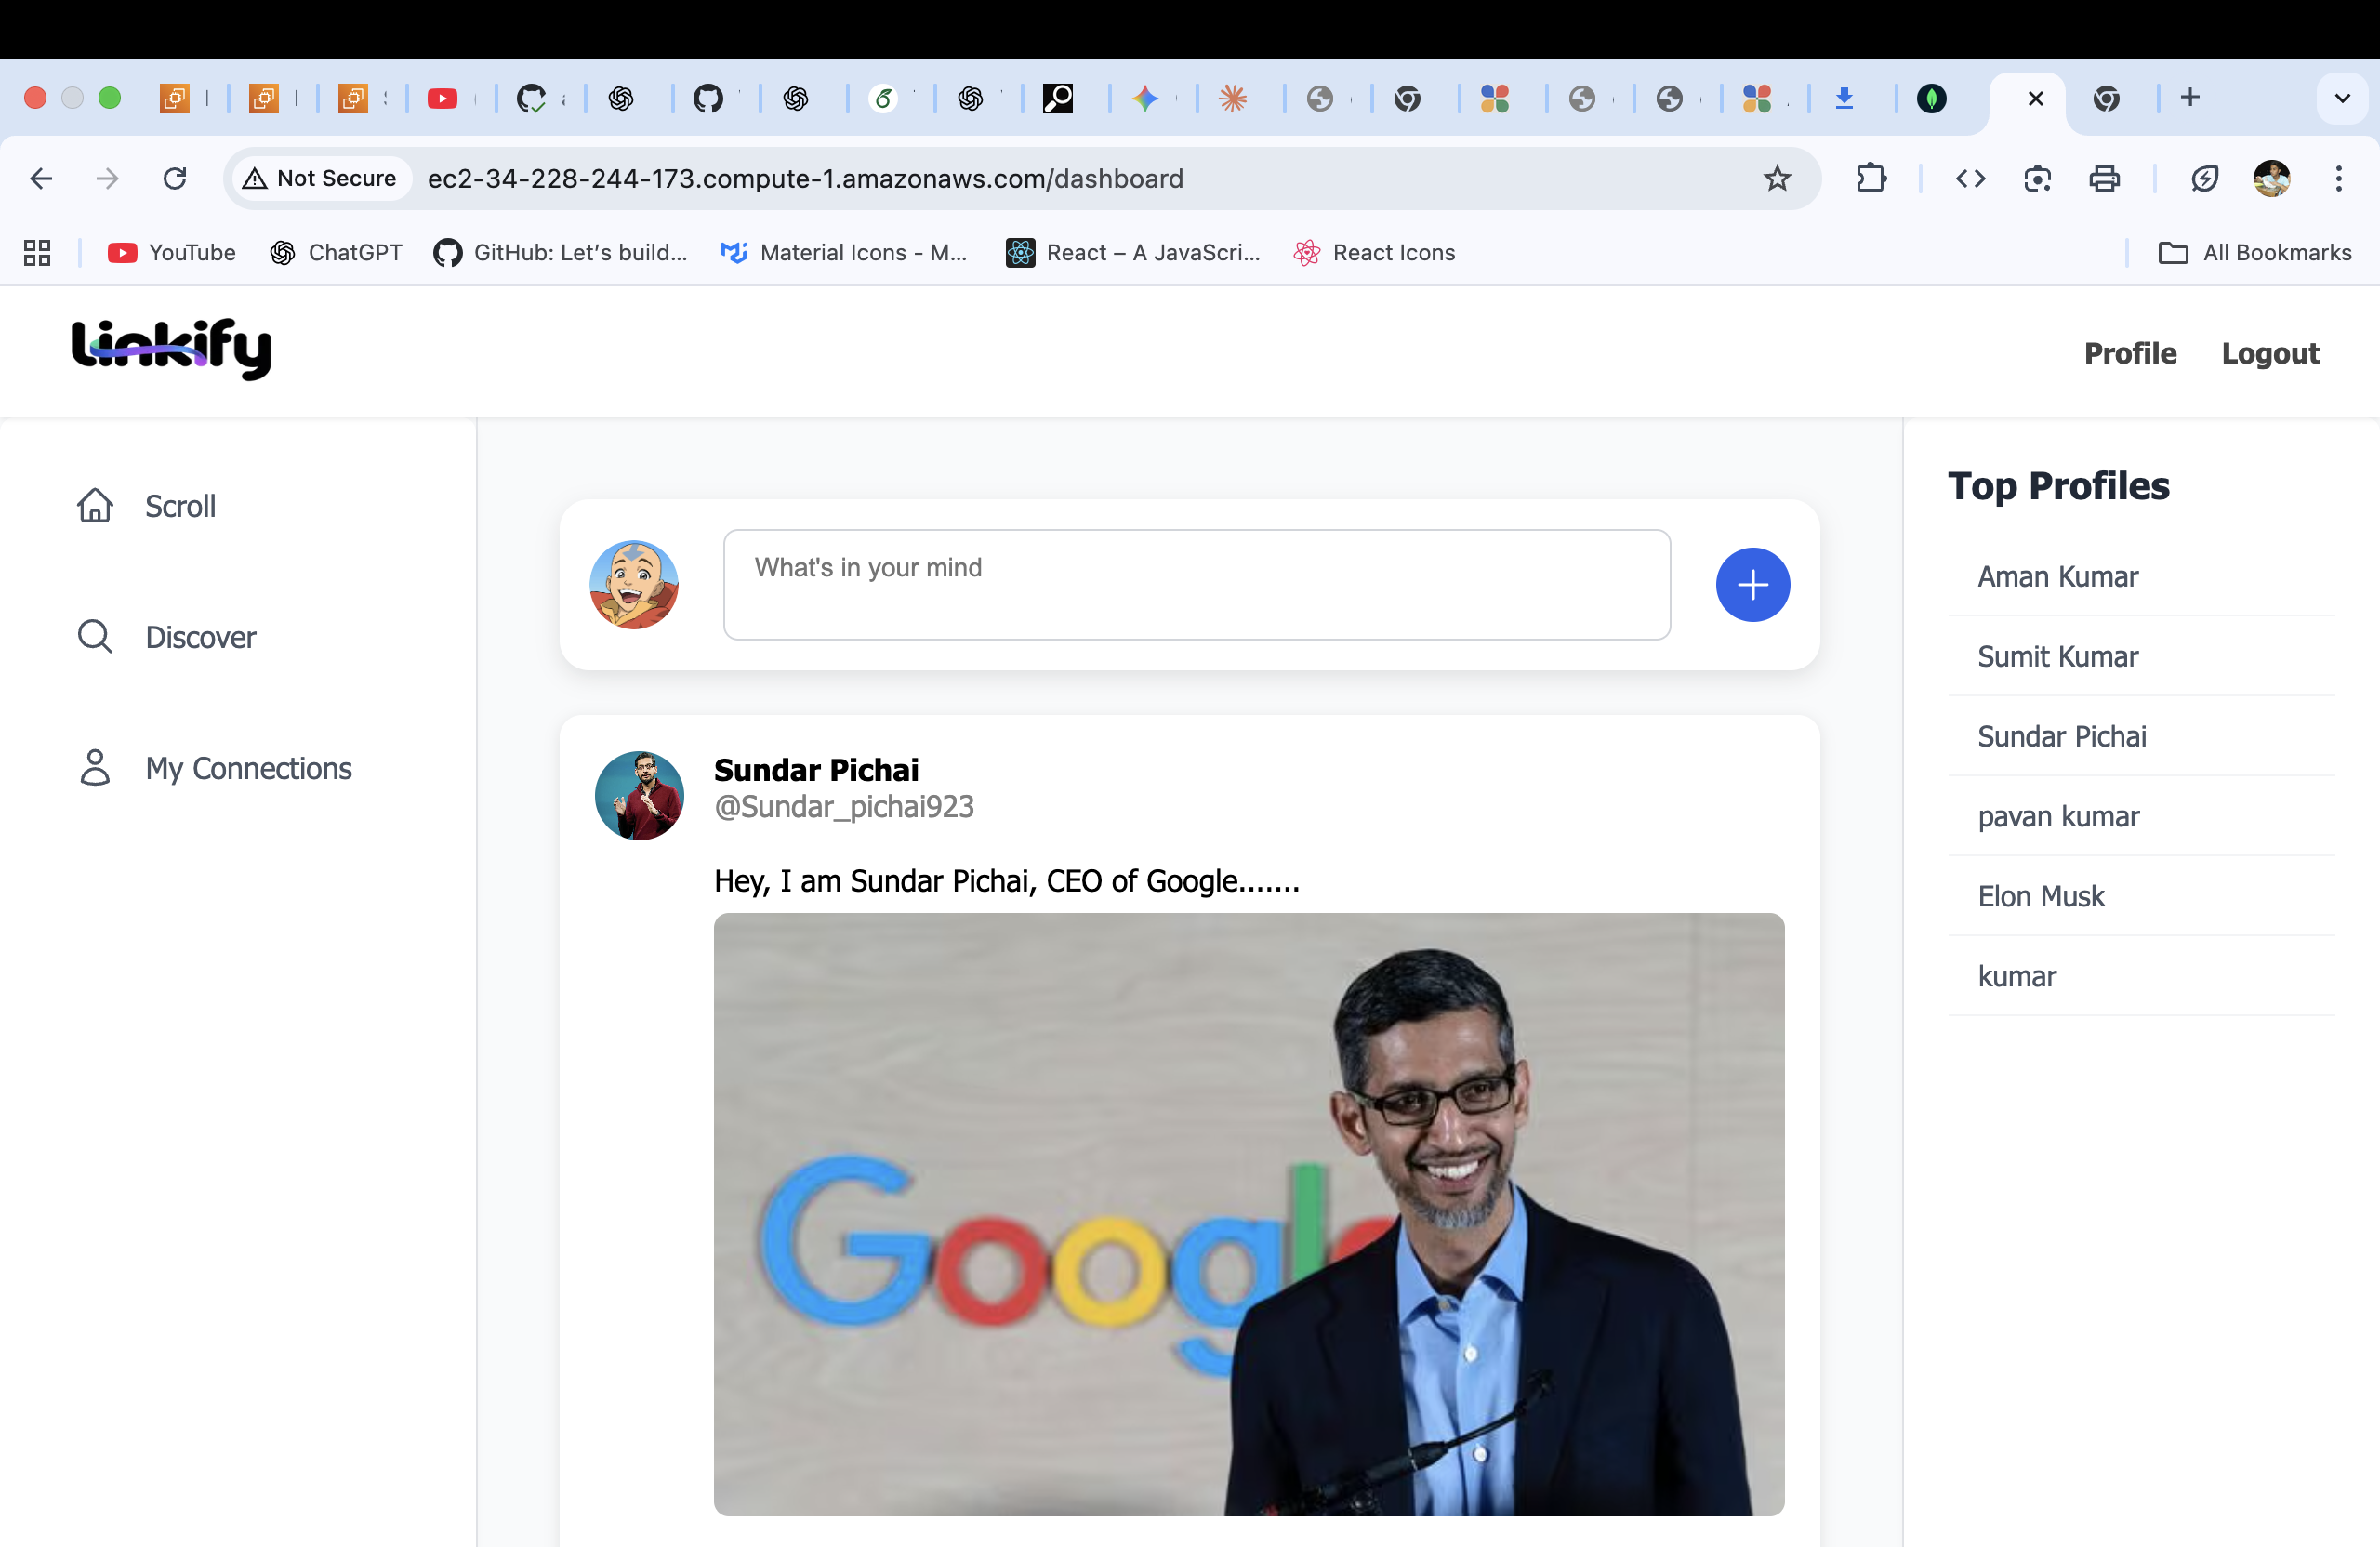 Not Secure
ec2-34-228-244-173.compute-1.amazonaws.com/dashboard
YouTube
ChatGPT
GitHub: Let's build...
Material Icons - M...
React – A JavaScri...
React Icons
All Bookmarks
Linkify
Profile
Logout
Scroll
Discover
My Connections
What's in your mind
Sundar Pichai
@Sundar_pichai923
Hey, I am Sundar Pichai, CEO of Google.......
Google
Top Profiles
Aman Kumar
Sumit Kumar
Sundar Pichai
pavan kumar
Elon Musk
kumar